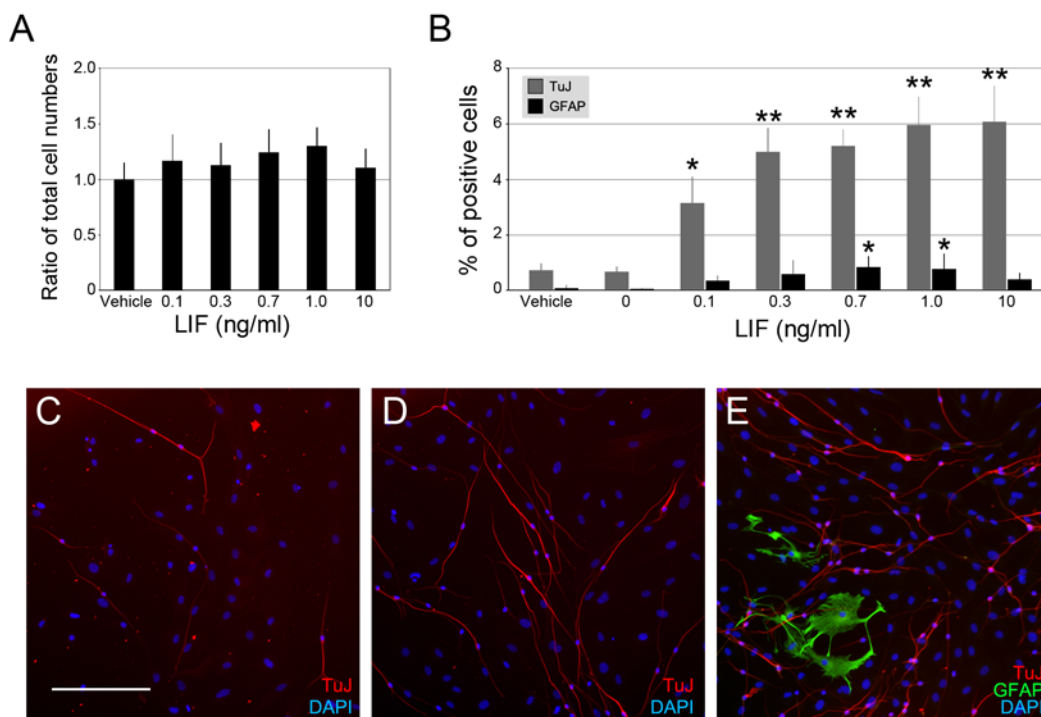 A
Ratio of total cell numbers
2.0
1.5
1.0
0.5
0
Vehicle 0.1 0.3 0.7 1.0 10
LIF (ng/ml)
B
% of positive cells
8
6
4
2
0
TuJ
GFAP
* ** ** ** **
* *
Vehicle 0 0.1 0.3 0.7 1.0 10
LIF (ng/ml)
C
TuJ
DAPI
D
TuJ
DAPI
E
TuJ
GFAP
DAPI